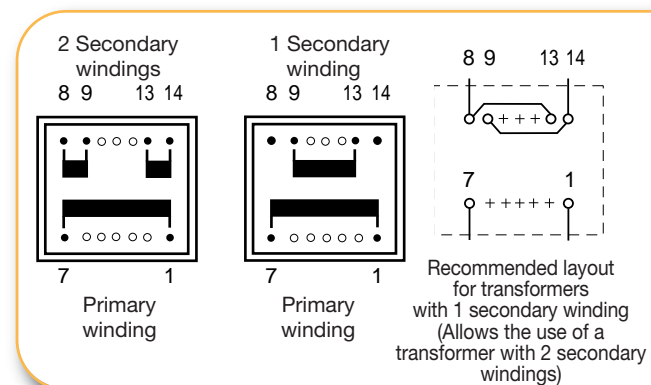 2 Secondary
windings
8 9 13 14
7 1
Primary
winding
1 Secondary
winding
8 9 13 14
7 1
Primary
winding
8 9 13 14
+ + +
7 1
+ + + + +
Recommended layout
for transformers
with 1 secondary winding
(Allows the use of a
transformer with 2 secondary
windings)